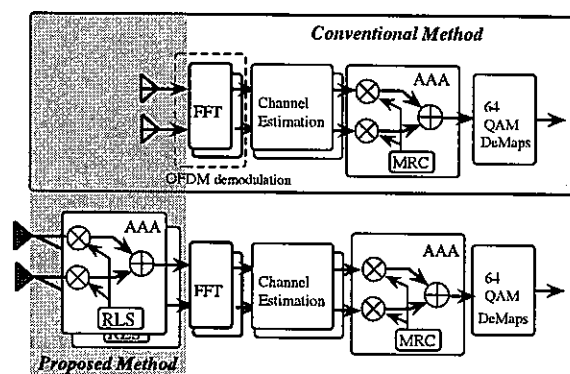 Conventional Method
AAA
FFT
Channel
Estimation
MRC
64
QAM
DeMaps
OFDM demodulation
AAA
RLS
RLS
FFT
Channel
Estimation
AAA
MRC
64
QAM
DeMaps
Proposed Method